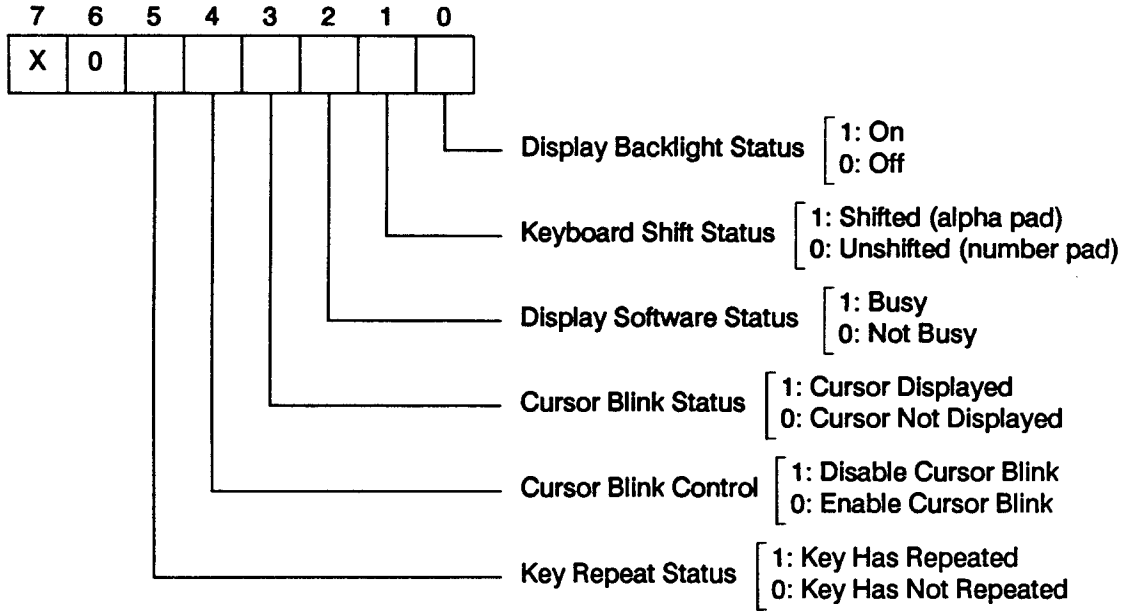 7 6 5 4 3 2 1 0
X 0
Display Backlight Status 1: On
0: Off
Keyboard Shift Status 1: Shifted (alpha pad)
0: Unshifted (number pad)
Display Software Status 1: Busy
0: Not Busy
Cursor Blink Status 1: Cursor Displayed
0: Cursor Not Displayed
Cursor Blink Control 1: Disable Cursor Blink
0: Enable Cursor Blink
Key Repeat Status 1: Key Has Repeated
0: Key Has Not Repeated